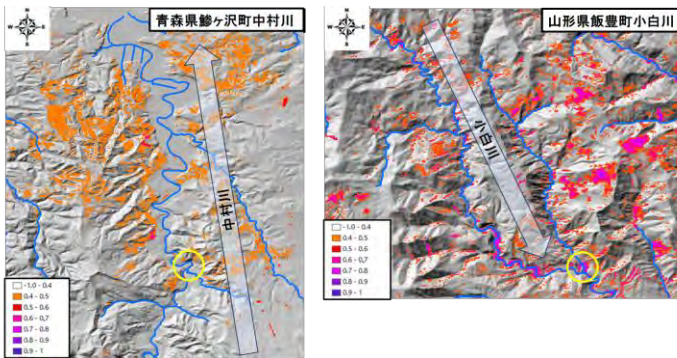 青森県鰺ヶ沢町中村川
N
W
E
S
中村川
-1.0 - 0.4
0.4 - 0.5
0.5 - 0.6
0.6 - 0.7
0.7 - 0.8
0.8 - 0.9
0.9 - 1
山形県飯豊町小白川
N
W
E
S
小白川
-1.0 - 0.4
0.4 - 0.5
0.5 - 0.6
0.6 - 0.7
0.7 - 0.8
0.8 - 0.9
0.9 - 1